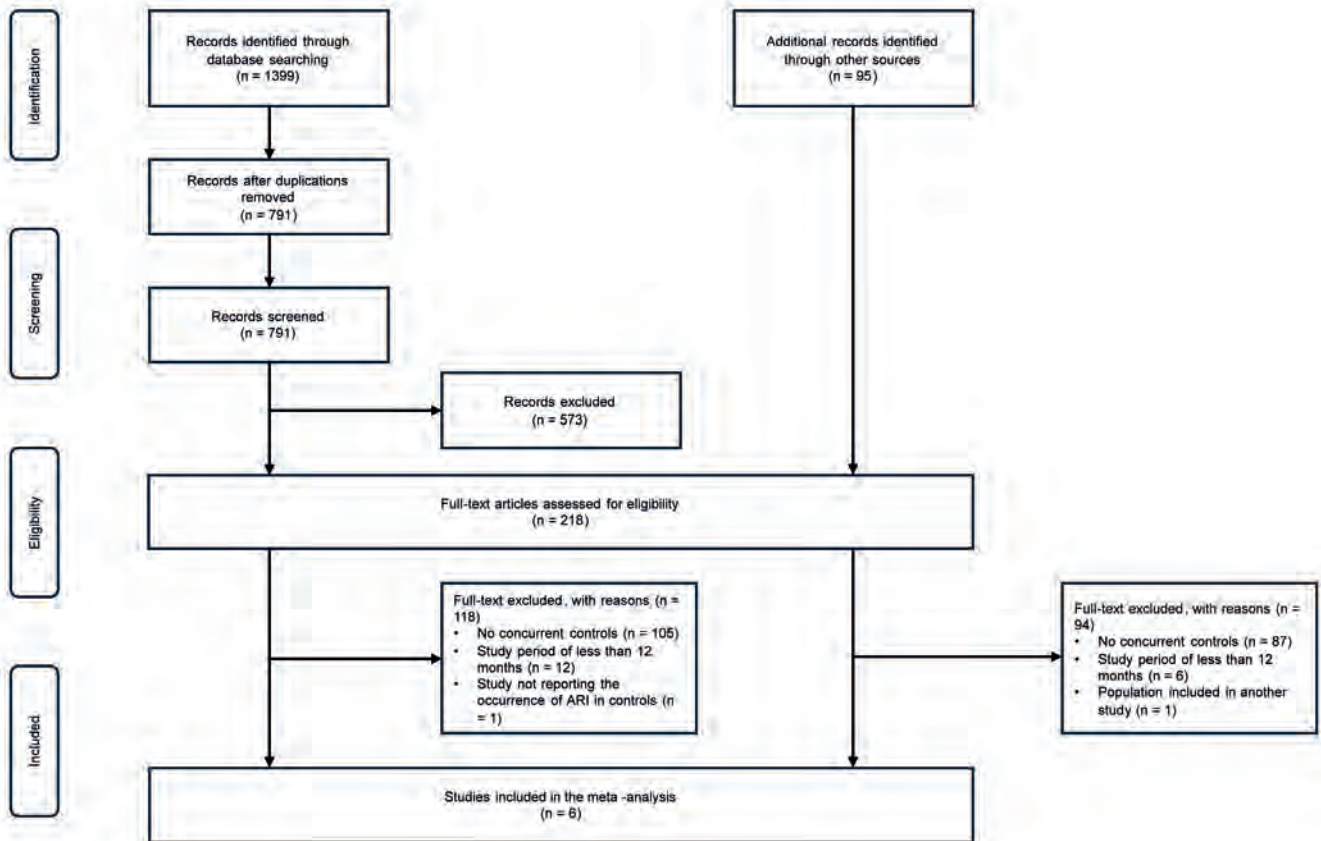 Identification
Records identified through
database searching
(n = 1399)
Additional records identified
through other sources
(n = 95)
Records after duplications
removed
(n = 791)
Screening
Records screened
(n = 791)
Records excluded
(n = 573)
Eligibility
Full-text articles assessed for eligibility
(n = 218)
Full-text excluded, with reasons (n =
118)
• No concurrent controls (n = 105)
• Study period of less than 12
months (n = 12)
• Study not reporting the
occurrence of ARI in controls (n
= 1)
Full-text excluded, with reasons (n =
94)
• No concurrent controls (n = 87)
• Study period of less than 12
months (n = 6)
• Population included in another
study (n = 1)
Included
Studies included in the meta -analysis
(n = 6)